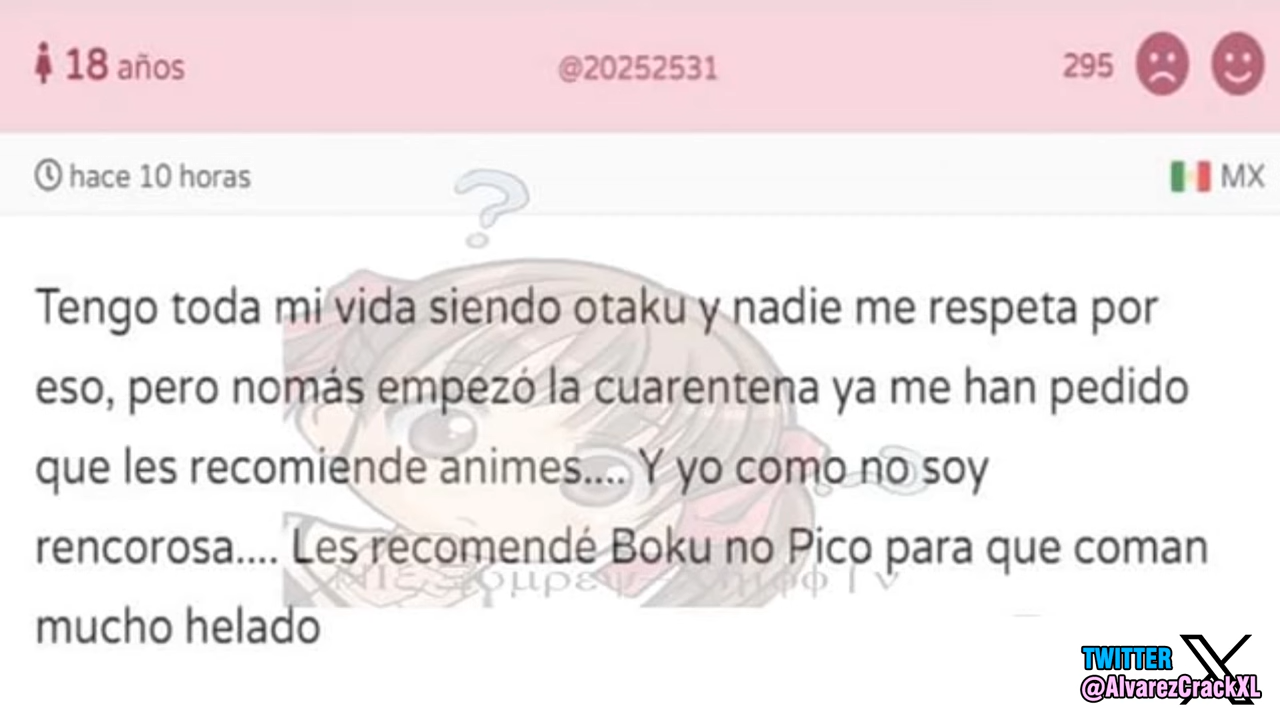 18 años @20252531 295
hace 10 horas MX
Tengo toda mi vida siendo otaku y nadie me respeta por
eso, pero nomás empezó la cuarentena ya me han pedido
que les recomiende animes.... Y yo como no soy
rencorosa.... Les recomendé Boku no Pico para que coman
mucho helado
TWITTER X
@AlvarezCrackXL